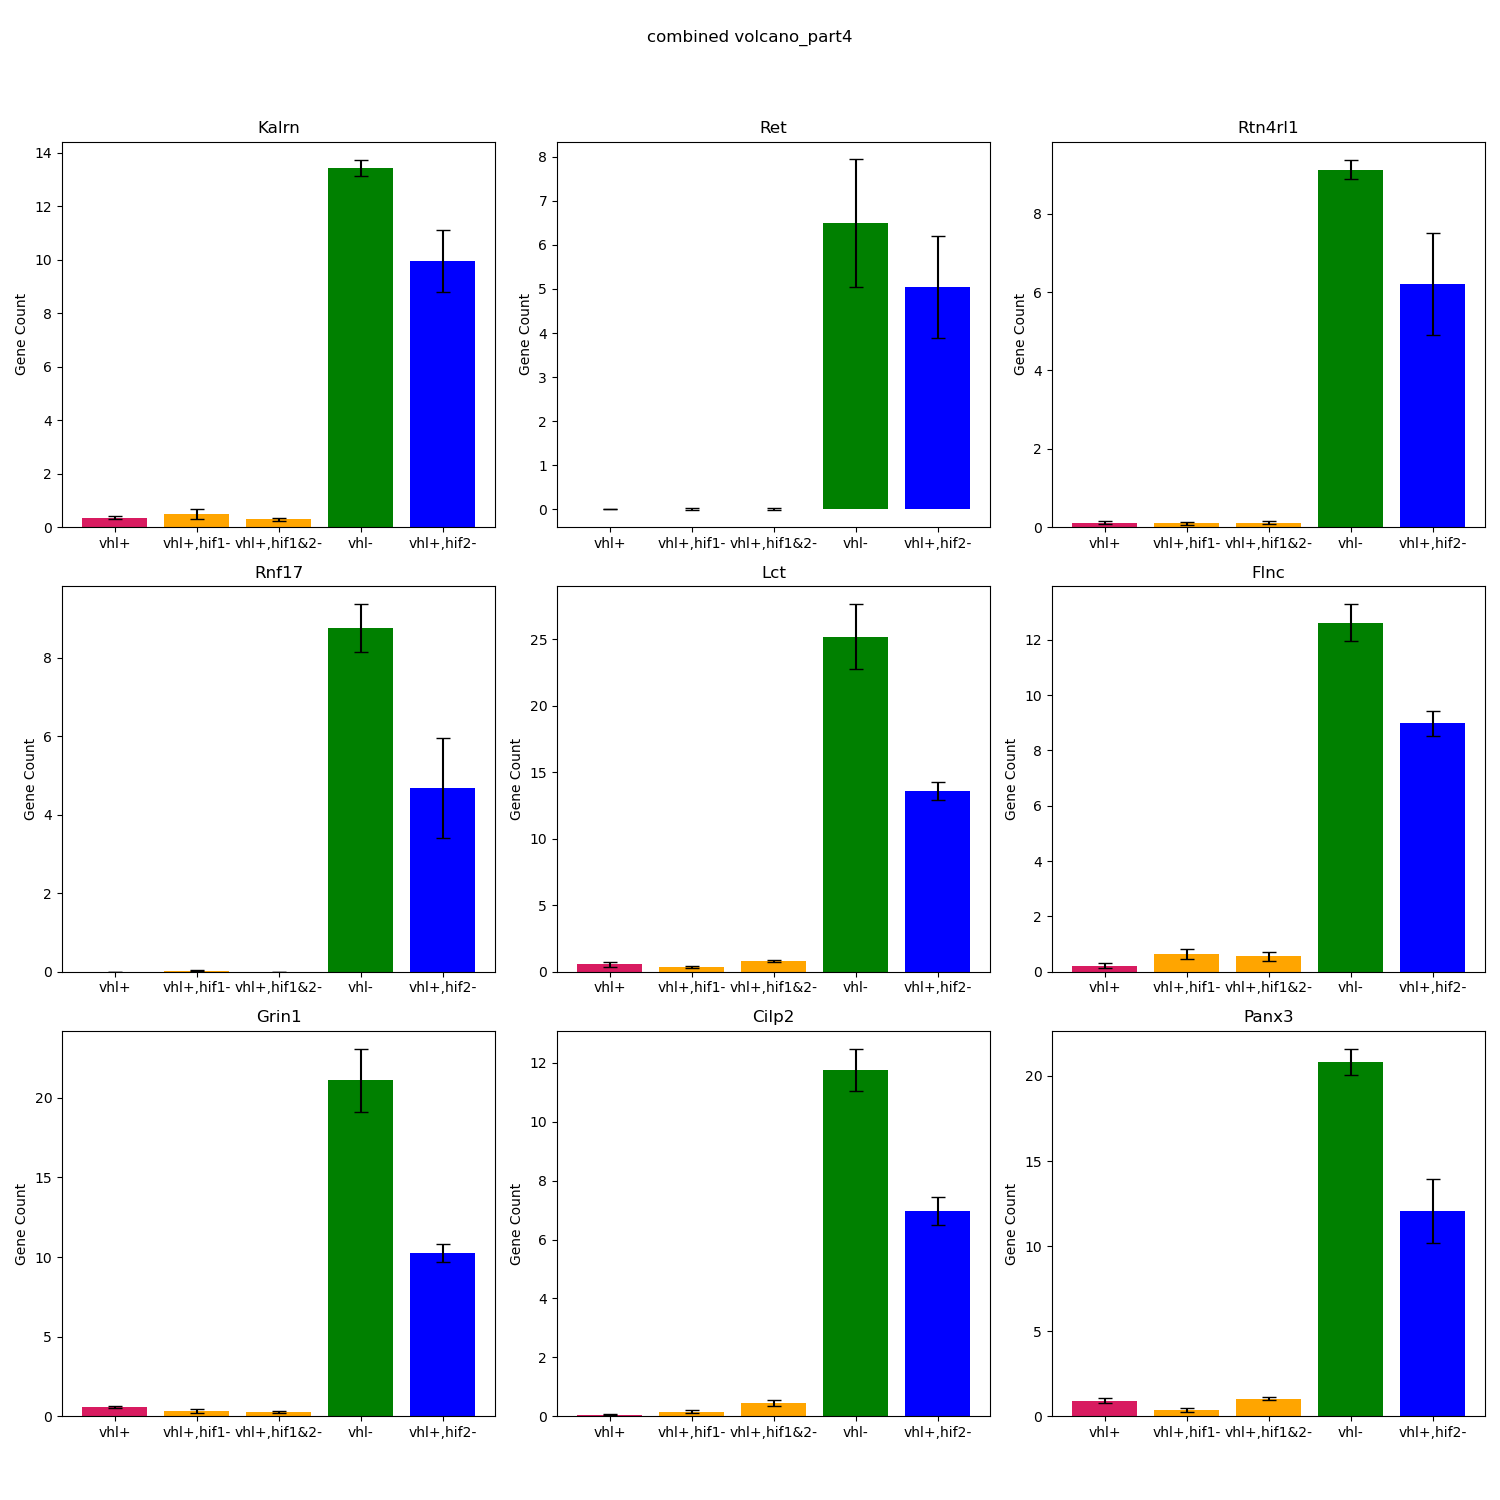 combined volcano_part4
Kalrn
Gene Count
14
12
10
8
6
4
2
0
vhl+ vhl+,hif1- vhl+,hif1&2- vhl- vhl+,hif2-
Ret
Gene Count
8
7
6
5
4
3
2
1
0
vhl+ vhl+,hif1- vhl+,hif1&2- vhl- vhl+,hif2-
Rtn4rl1
Gene Count
8
6
4
2
0
vhl+ vhl+,hif1- vhl+,hif1&2- vhl- vhl+,hif2-
Rnf17
Gene Count
8
6
4
2
0
vhl+ vhl+,hif1- vhl+,hif1&2- vhl- vhl+,hif2-
Lct
Gene Count
25
20
15
10
5
0
vhl+ vhl+,hif1- vhl+,hif1&2- vhl- vhl+,hif2-
Flnc
Gene Count
12
10
8
6
4
2
0
vhl+ vhl+,hif1- vhl+,hif1&2- vhl- vhl+,hif2-
Grin1
Gene Count
20
15
10
5
0
vhl+ vhl+,hif1- vhl+,hif1&2- vhl- vhl+,hif2-
Cilp2
Gene Count
12
10
8
6
4
2
0
vhl+ vhl+,hif1- vhl+,hif1&2- vhl- vhl+,hif2-
Panx3
Gene Count
20
15
10
5
0
vhl+ vhl+,hif1- vhl+,hif1&2- vhl- vhl+,hif2-